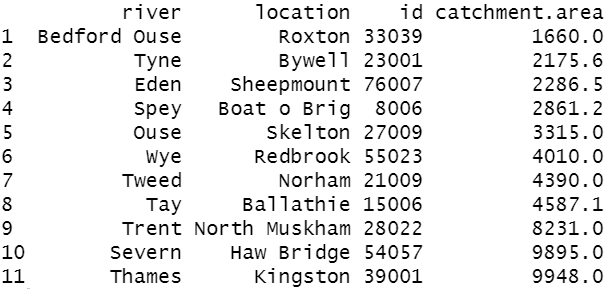 river location id catchment.area
1 Bedford Ouse Roxton 33039 1660.0
2 Tyne Bywell 23001 2175.6
3 Eden Sheepmount 76007 2286.5
4 Spey Boat o Brig 8006 2861.2
5 Ouse Skelton 27009 3315.0
6 Wye Redbrook 55023 4010.0
7 Tweed Norham 21009 4390.0
8 Tay Ballathie 15006 4587.1
9 Trent North Muskham 28022 8231.0
10 Severn Haw Bridge 54057 9895.0
11 Thames Kingston 39001 9948.0